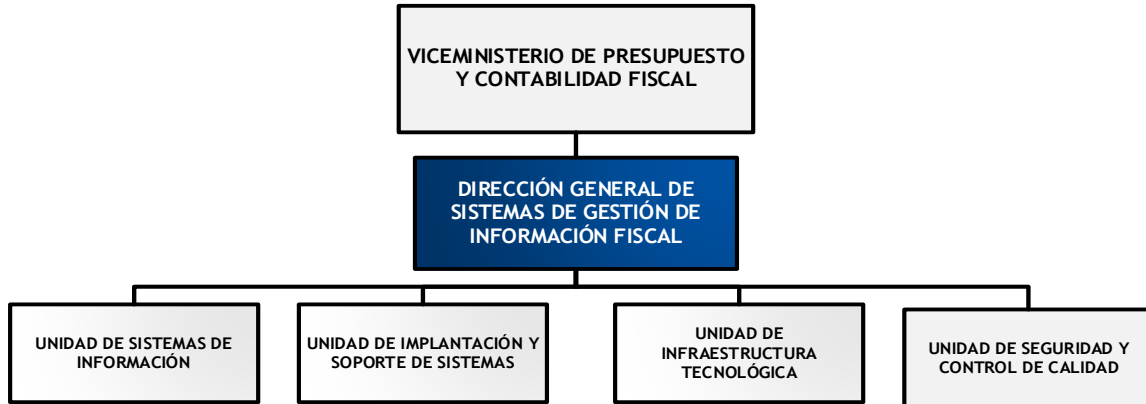 VICEMINISTERIO DE PRESUPUESTO
Y CONTABILIDAD FISCAL
DIRECCIÓN GENERAL DE
SISTEMAS DE GESTIÓN DE
INFORMACIÓN FISCAL
UNIDAD DE SISTEMAS DE
INFORMACIÓN
UNIDAD DE IMPLANTACIÓN Y
SOPORTE DE SISTEMAS
UNIDAD DE
INFRAESTRUCTURA
TECNOLÓGICA
UNIDAD DE SEGURIDAD Y
CONTROL DE CALIDAD